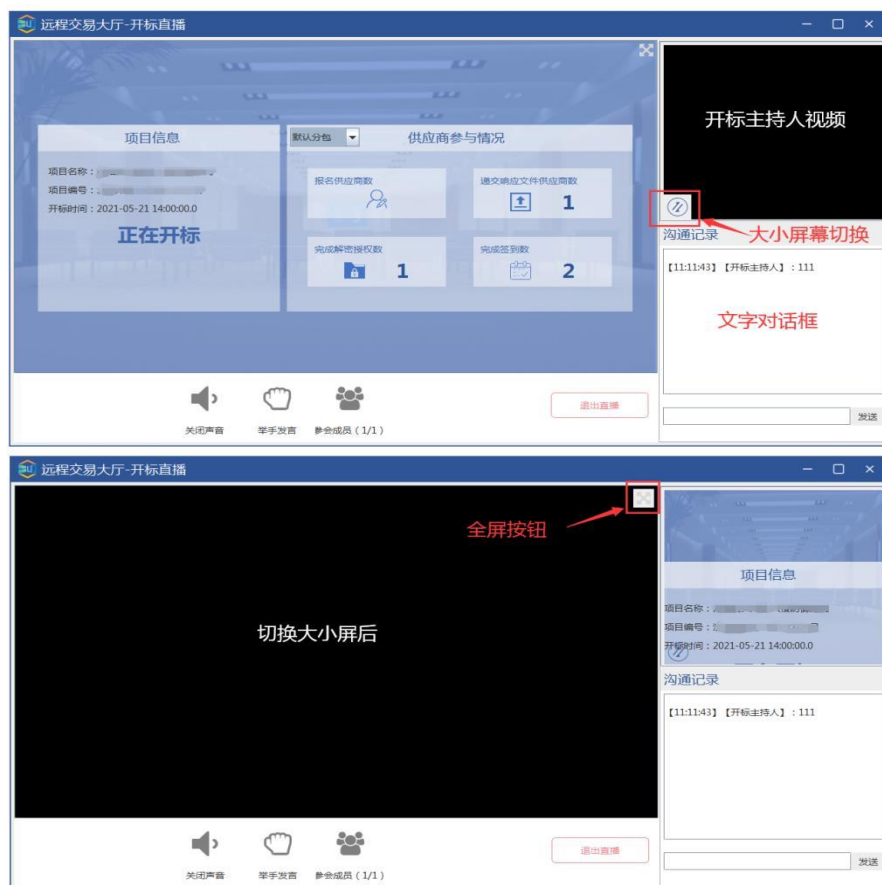 远程交易大厅-开标直播
项目信息
项目名称：
项目编号：
开标时间：2021-05-21 14:00:00.0
正在开标
默认分包
供应商参与情况
报名供应商数
递交响应文件供应商数
1
完成解密授权数
1
完成签到数
2
开标主持人视频
大小屏幕切换
沟通记录
【11:11:43】【开标主持人】：111
文字对话框
发送
关闭声音
举手发言
参会成员（1/1）
退出直播
远程交易大厅-开标直播
全屏按钮
切换大小屏后
项目信息
项目名称：
项目编号：
开标时间：2021-05-21 14:00:00.0
沟通记录
【11:11:43】【开标主持人】：111
发送
关闭声音
举手发言
参会成员（1/1）
退出直播